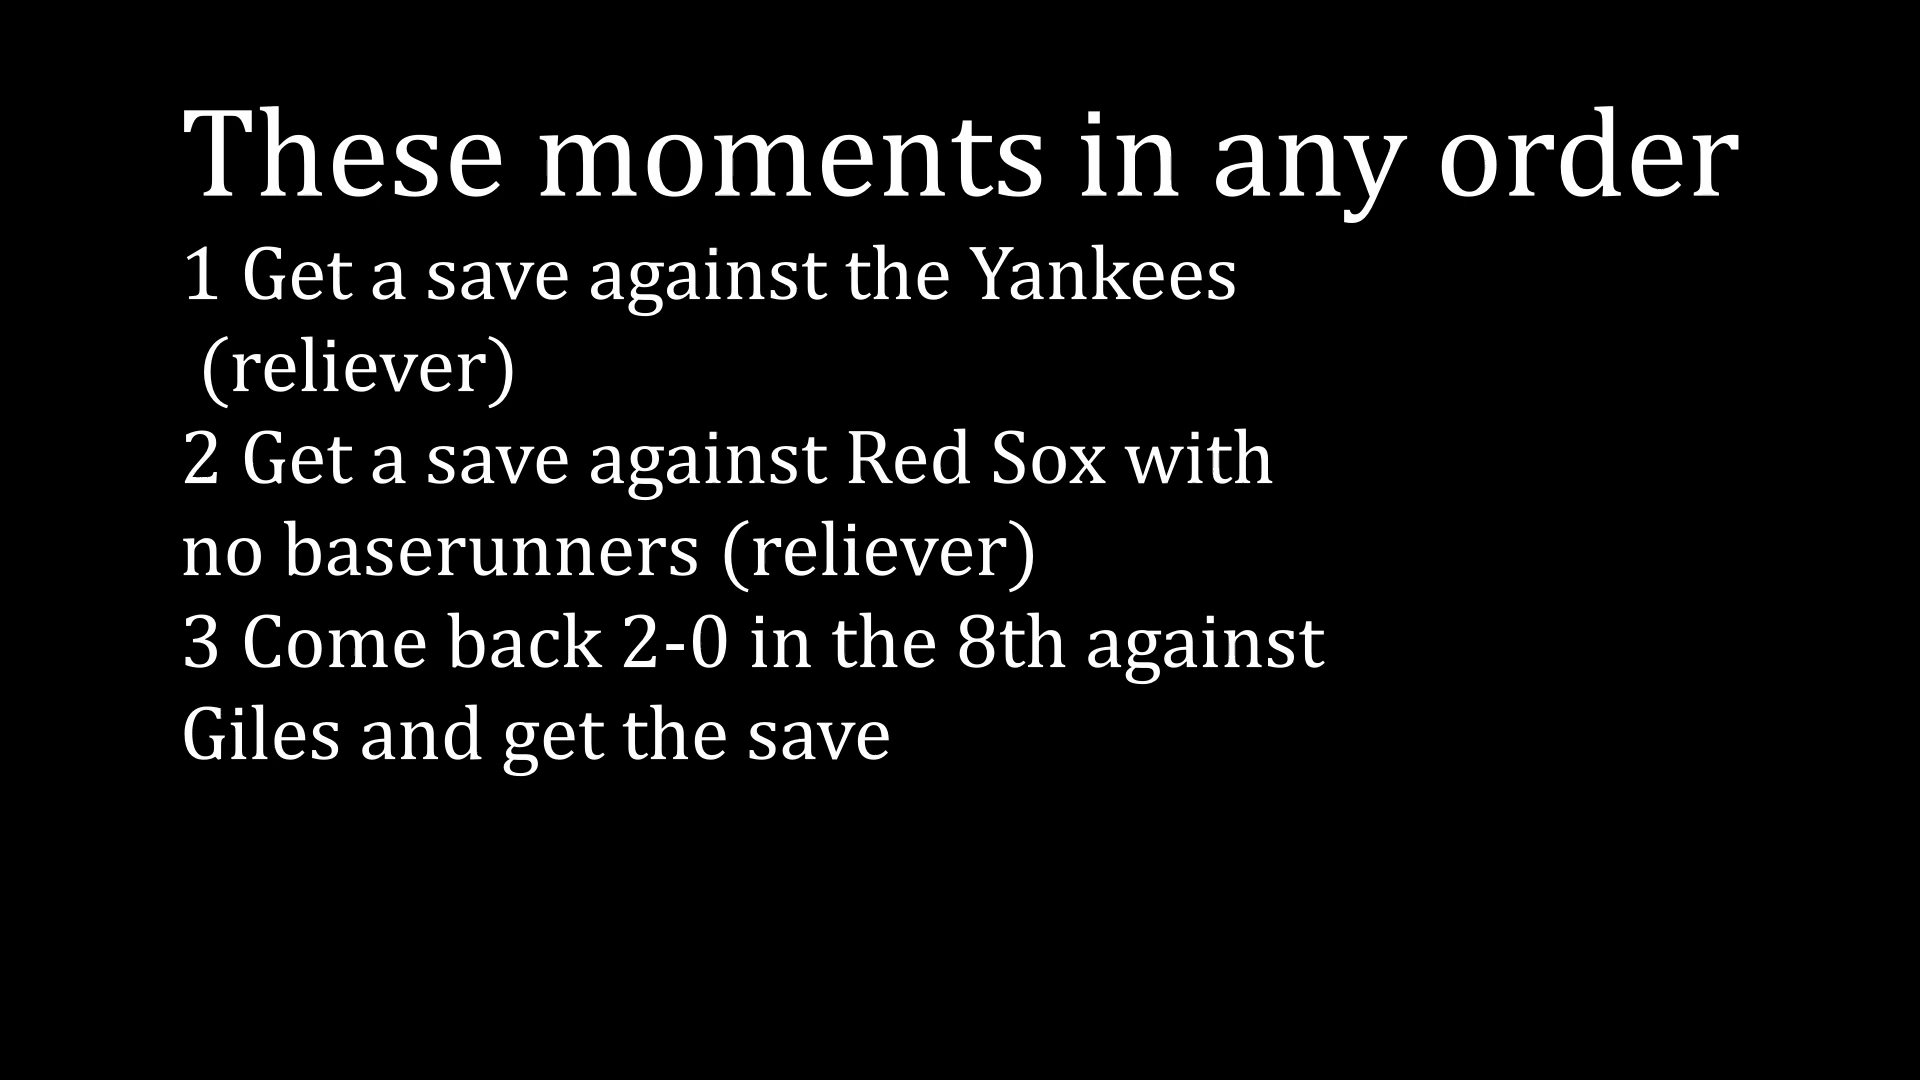 These moments in any order
1 Get a save against the Yankees
(reliever)
2 Get a save against Red Sox with
no baserunners (reliever)
3 Come back 2-0 in the 8th against
Giles and get the save